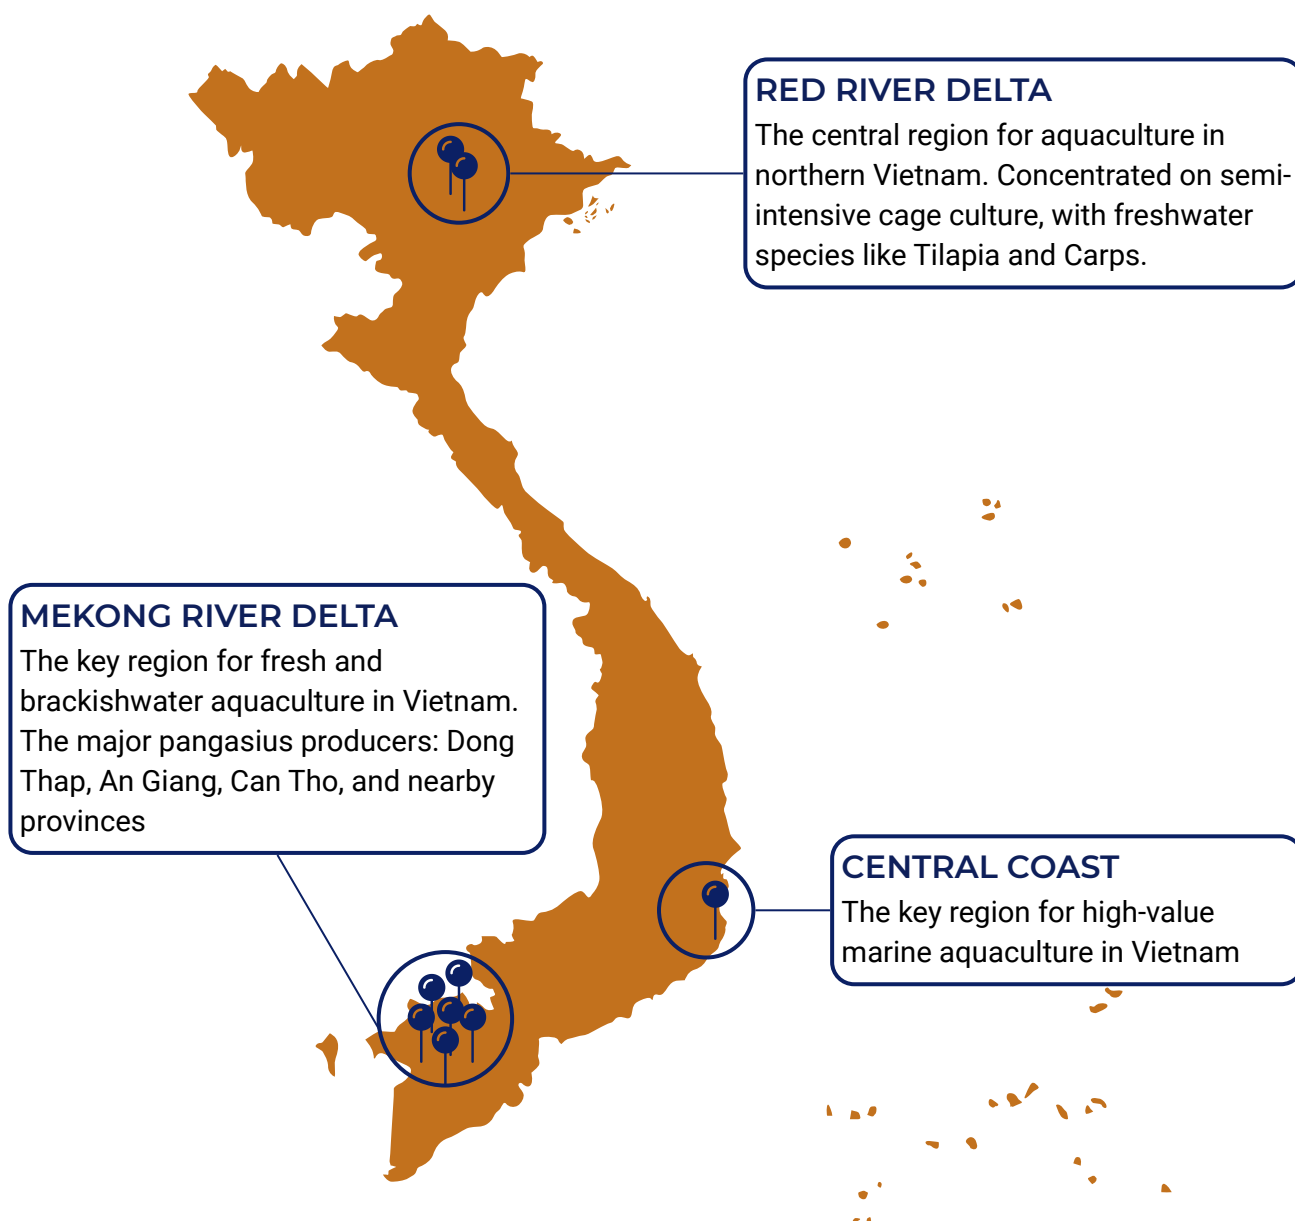 RED RIVER DELTA
The central region for aquaculture in
northern Vietnam. Concentrated on semi-
intensive cage culture, with freshwater
species like Tilapia and Carps.
MEKONG RIVER DELTA
The key region for fresh and
brackishwater aquaculture in Vietnam.
The major pangasius producers: Dong
Thap, An Giang, Can Tho, and nearby
provinces
CENTRAL COAST
The key region for high-value
marine aquaculture in Vietnam